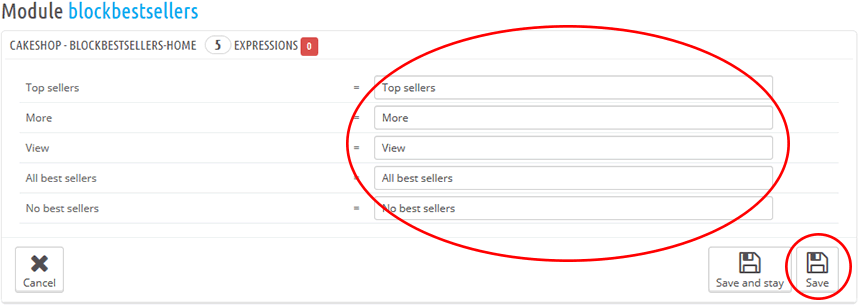 Module blockbestsellers
CAKESHOP - BLOCKBESTSELLERS-HOME 5 EXPRESSIONS 0
Top sellers = Top sellers
More = More
View = View
All best sellers = All best sellers
No best sellers = No best sellers
Cancel Save and stay Save